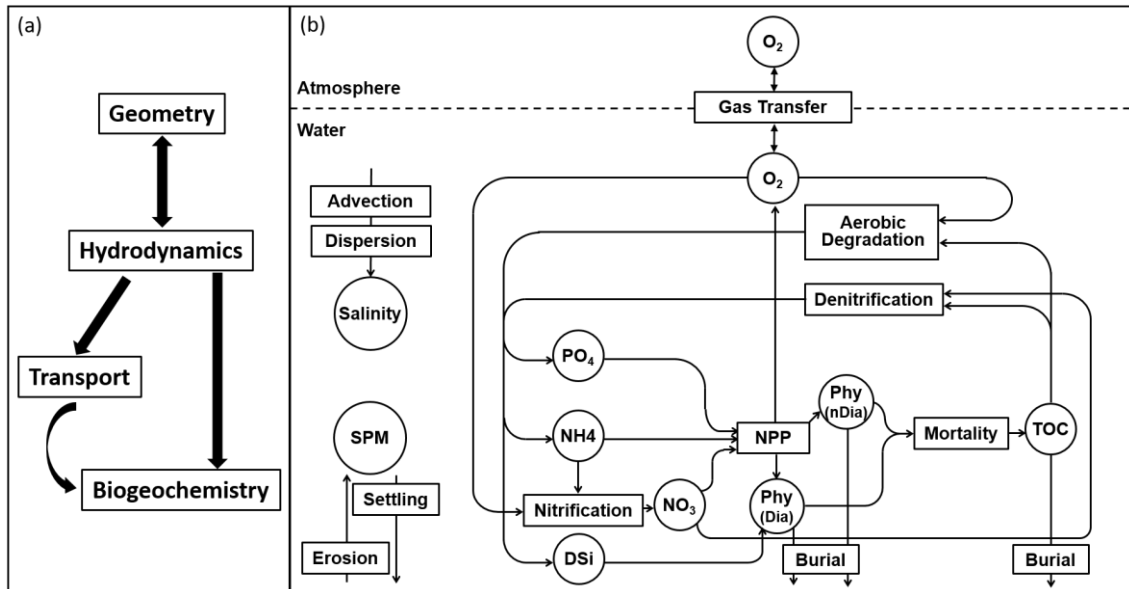 (a)
Geometry
Hydrodynamics
Transport
Biogeochemistry
(b)
O2
Atmosphere
Gas Transfer
Water
O2
Advection
Aerobic
Degradation
Dispersion
Denitrification
Salinity
PO4
Phy
(nDia)
SPM
NH4
NPP
Mortality
TOC
Settling
Nitrification
NO3
Phy
(Dia)
Erosion
DSi
Burial
Burial